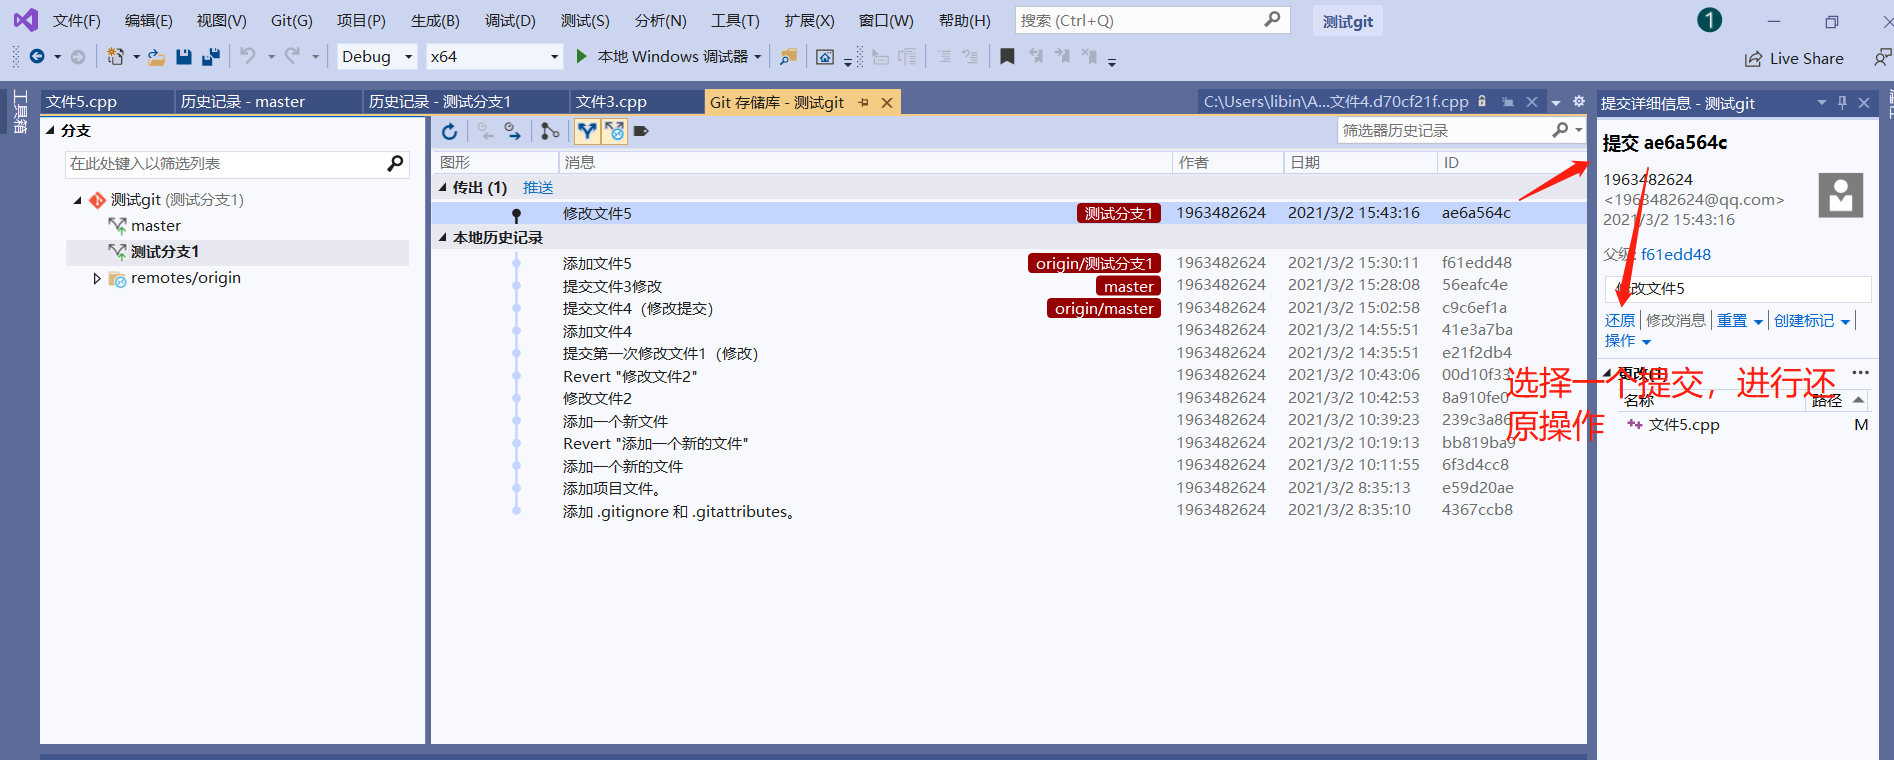 文件(F) 编辑(E) 视图(V) Git(G) 项目(P) 生成(B) 调试(D) 测试(S) 分析(N) 工具(T) 扩展(X) 窗口(W) 帮助(H) 搜索 (Ctrl+Q) 测试git 1
Debug x64 本地 Windows 调试器 Live Share
工具箱
文件5.cpp 历史记录 - master 历史记录 - 测试分支1 文件3.cpp Git 存储库 - 测试git C:\Users\libin\A...文件4.d70cf21f.cpp 提交详细信息 - 测试git
分支
在此处键入以筛选列表
测试git (测试分支1)
master
测试分支1
remotes/origin
筛选器历史记录
图形 消息 作者 日期 ID
传出 (1) 推送
修改文件5 测试分支1 1963482624 2021/3/2 15:43:16 ae6a564c
本地历史记录
添加文件5 origin/测试分支1 1963482624 2021/3/2 15:30:11 f61edd48
提交文件3修改 master 1963482624 2021/3/2 15:28:08 56eafc4e
提交文件4（修改提交） origin/master 1963482624 2021/3/2 15:02:58 c9c6ef1a
添加文件4 1963482624 2021/3/2 14:55:51 41e3a7ba
提交第一次修改文件1（修改） 1963482624 2021/3/2 14:35:51 e21f2db4
Revert "修改文件2" 1963482624 2021/3/2 10:43:06 00d10f33
修改文件2 1963482624 2021/3/2 10:42:53 8a910fe0
添加一个新文件 1963482624 2021/3/2 10:39:23 239c3a86
Revert "添加一个新的文件" 1963482624 2021/3/2 10:19:13 bb819ba9
添加一个新的文件 1963482624 2021/3/2 10:11:55 6f3d4cc8
添加项目文件。 1963482624 2021/3/2 8:35:13 e59d20ae
添加 .gitignore 和 .gitattributes。 1963482624 2021/3/2 8:35:10 4367ccb8
提交 ae6a564c
1963482624
<1963482624@qq.com>
2021/3/2 15:43:16
父级: f61edd48
修改文件5
还原 修改消息 重置 创建标记
操作
更改(1)
名称 路径
文件5.cpp M
选择一个提交，进行还
原操作